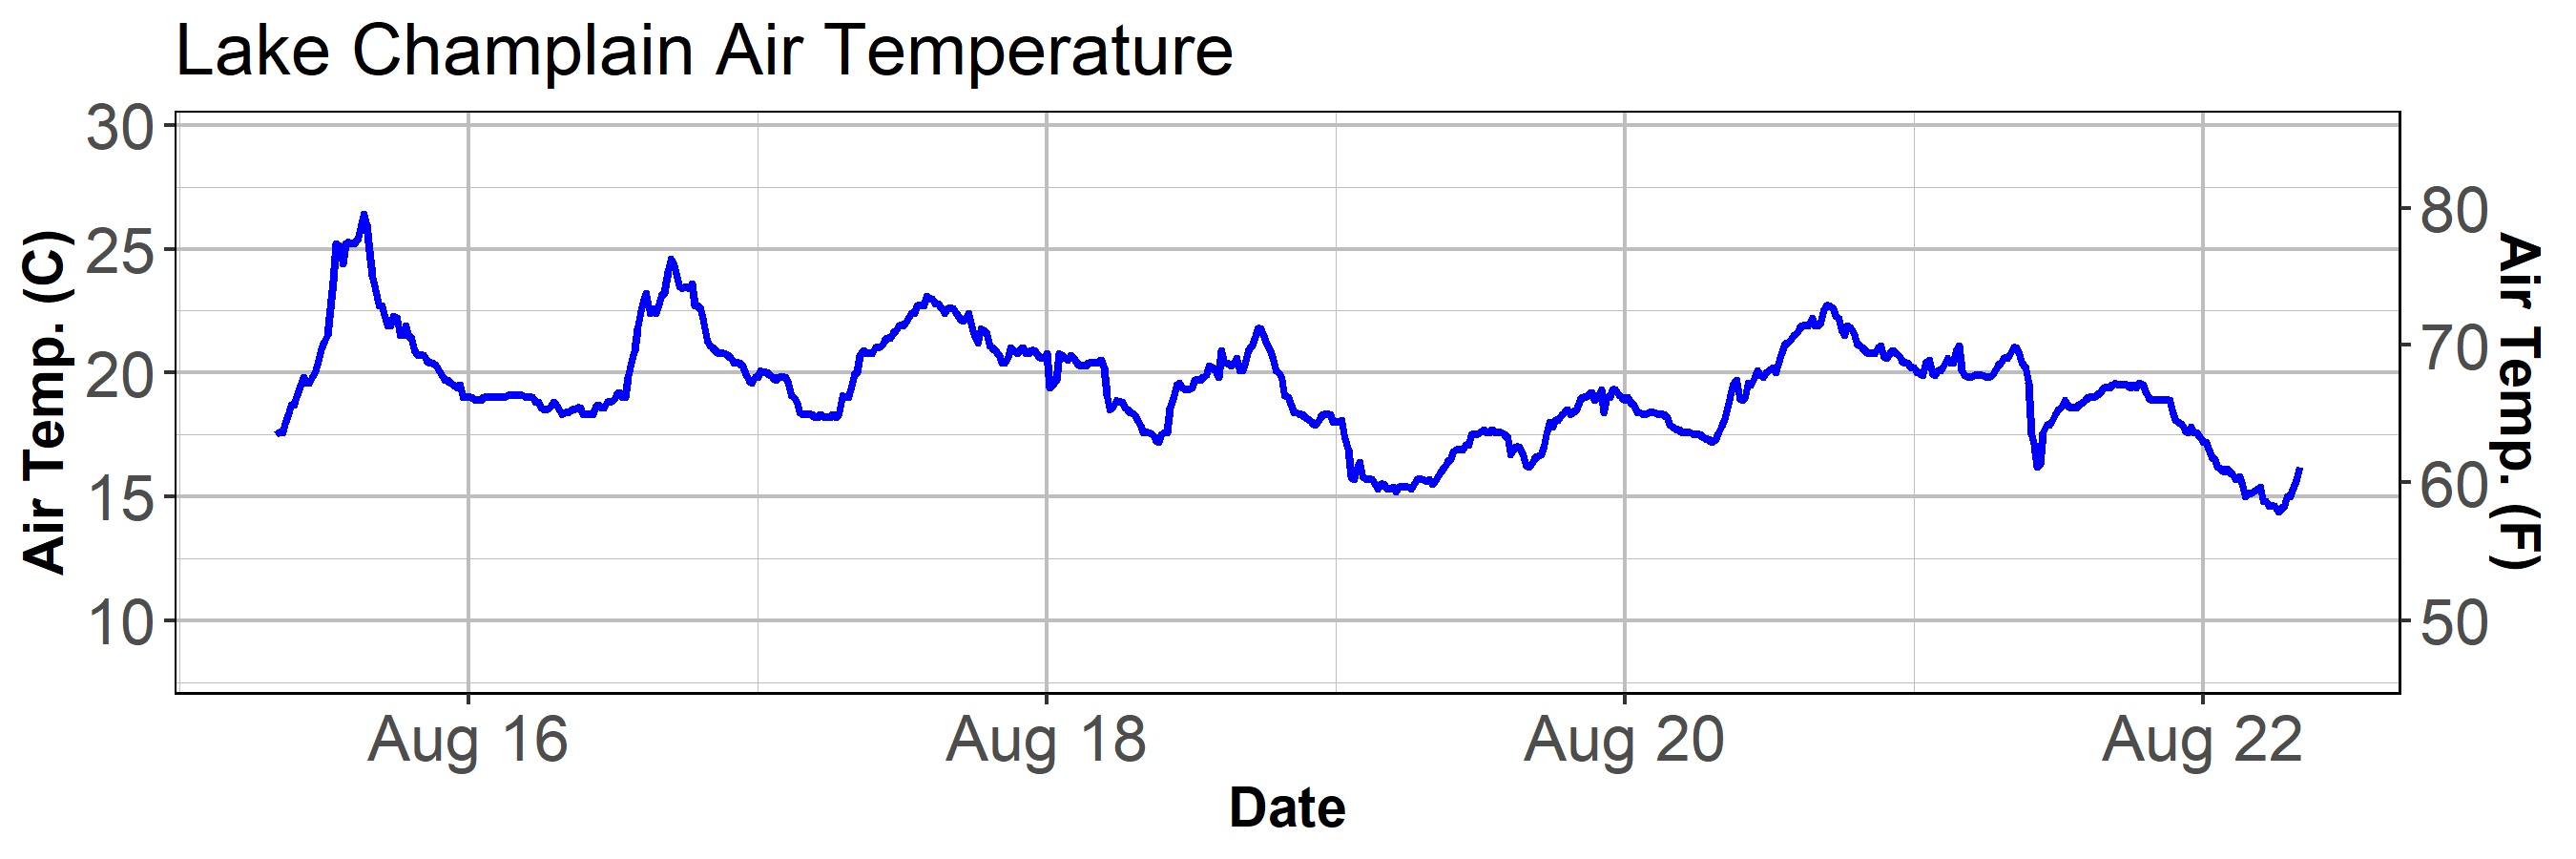 Lake Champlain Air Temperature
30
25
20
15
10
Air Temp. (C)
80
70
60
50
Air Temp. (F)
Aug 16
Aug 18
Aug 20
Aug 22
Date